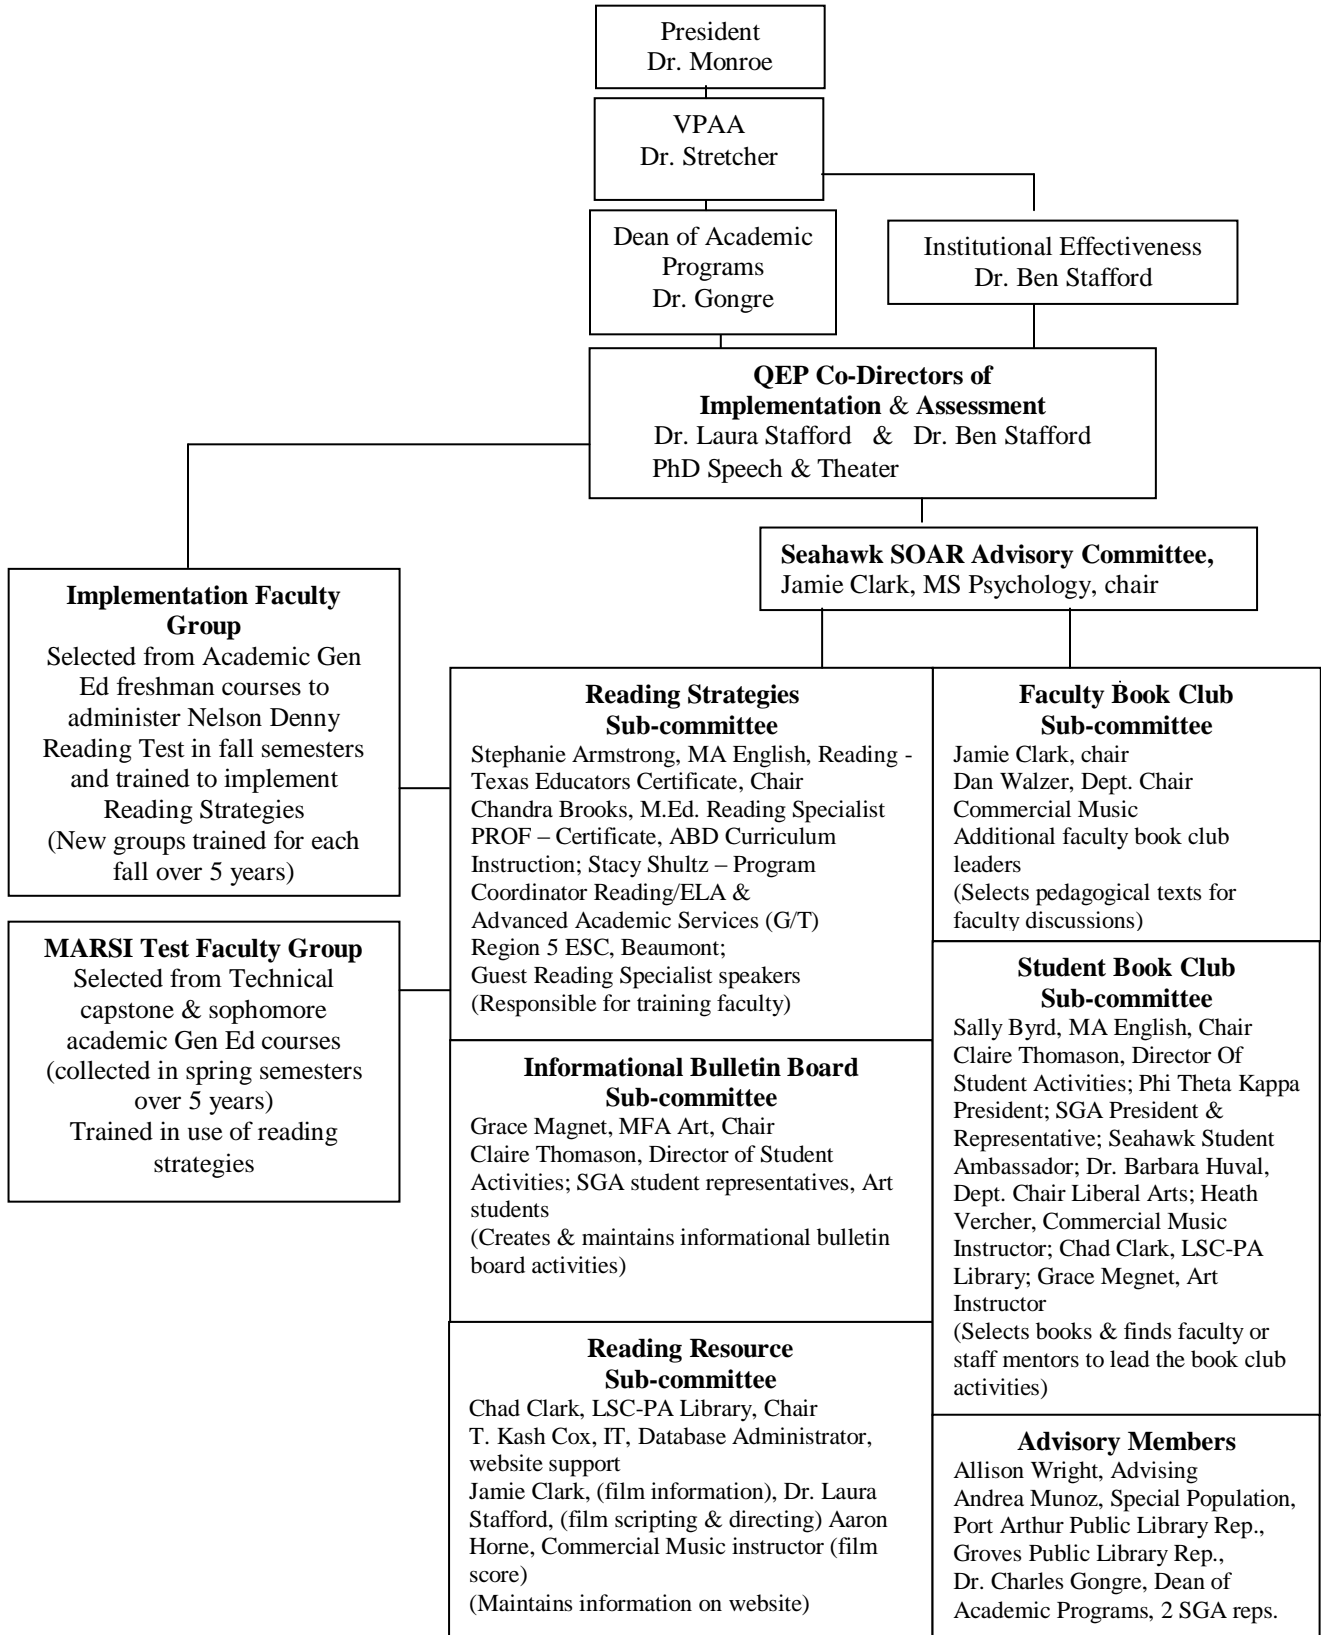 President
Dr. Monroe
VPAA
Dr. Stretcher
Dean of Academic
Programs
Dr. Gongre
Institutional Effectiveness
Dr. Ben Stafford
QEP Co-Directors of
Implementation & Assessment
Dr. Laura Stafford & Dr. Ben Stafford
PhD Speech & Theater
Seahawk SOAR Advisory Committee,
Jamie Clark, MS Psychology, chair
Implementation Faculty
Group
Selected from Academic Gen
Ed freshman courses to
administer Nelson Denny
Reading Test in fall semesters
and trained to implement
Reading Strategies
(New groups trained for each
fall over 5 years)
MARSI Test Faculty Group
Selected from Technical
capstone & sophomore
academic Gen Ed courses
(collected in spring semesters
over 5 years)
Trained in use of reading
strategies
Reading Strategies
Sub-committee
Stephanie Armstrong, MA English, Reading -
Texas Educators Certificate, Chair
Chandra Brooks, M.Ed. Reading Specialist
PROF – Certificate, ABD Curriculum
Instruction; Stacy Shultz – Program
Coordinator Reading/ELA &
Advanced Academic Services (G/T)
Region 5 ESC, Beaumont;
Guest Reading Specialist speakers
(Responsible for training faculty)
Informational Bulletin Board
Sub-committee
Grace Magnet, MFA Art, Chair
Claire Thomason, Director of Student
Activities; SGA student representatives, Art
students
(Creates & maintains informational bulletin
board activities)
Reading Resource
Sub-committee
Chad Clark, LSC-PA Library, Chair
T. Kash Cox, IT, Database Administrator,
website support
Jamie Clark, (film information), Dr. Laura
Stafford, (film scripting & directing) Aaron
Horne, Commercial Music instructor (film
score)
(Maintains information on website)
Faculty Book Club
Sub-committee
Jamie Clark, chair
Dan Walzer, Dept. Chair
Commercial Music
Additional faculty book club
leaders
(Selects pedagogical texts for
faculty discussions)
Student Book Club
Sub-committee
Sally Byrd, MA English, Chair
Claire Thomason, Director Of
Student Activities; Phi Theta Kappa
President; SGA President &
Representative; Seahawk Student
Ambassador; Dr. Barbara Huval,
Dept. Chair Liberal Arts; Heath
Vercher, Commercial Music
Instructor; Chad Clark, LSC-PA
Library; Grace Megnet, Art
Instructor
(Selects books & finds faculty or
staff mentors to lead the book club
activities)
Advisory Members
Allison Wright, Advising
Andrea Munoz, Special Population,
Port Arthur Public Library Rep.,
Groves Public Library Rep.,
Dr. Charles Gongre, Dean of
Academic Programs, 2 SGA reps.